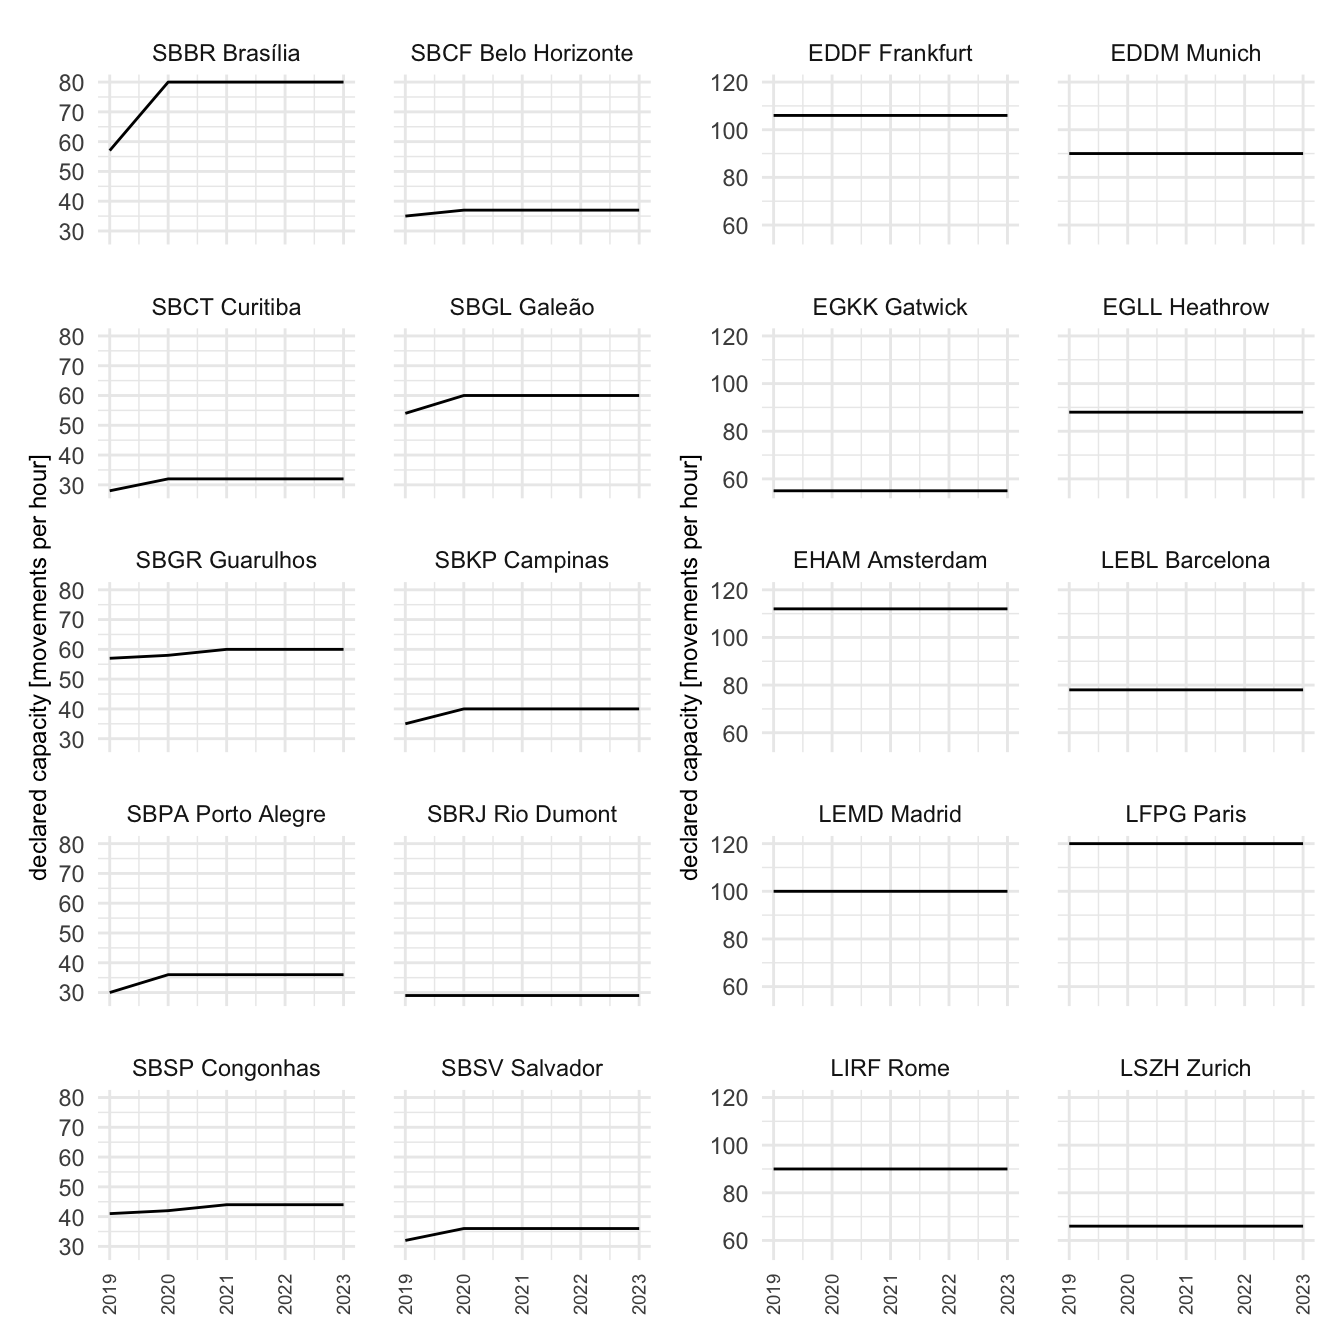 SBBR Brasília
SBCF Belo Horizonte
EDDF Frankfurt
EDDM Munich
80
70
60
50
40
30
120
100
80
60
SBCT Curitiba
SBGL Galeão
EGKK Gatwick
EGLL Heathrow
80
70
60
50
40
30
120
100
80
60
SBGR Guarulhos
SBKP Campinas
EHAM Amsterdam
LEBL Barcelona
80
70
60
50
40
30
120
100
80
60
declared capacity [movements per hour]
declared capacity [movements per hour]
SBPA Porto Alegre
SBRJ Rio Dumont
LEMD Madrid
LFPG Paris
80
70
60
50
40
30
120
100
80
60
SBSP Congonhas
SBSV Salvador
LIRF Rome
LSZH Zurich
80
70
60
50
40
30
120
100
80
60
2019 2020 2021 2022 2023
2019 2020 2021 2022 2023
2019 2020 2021 2022 2023
2019 2020 2021 2022 2023